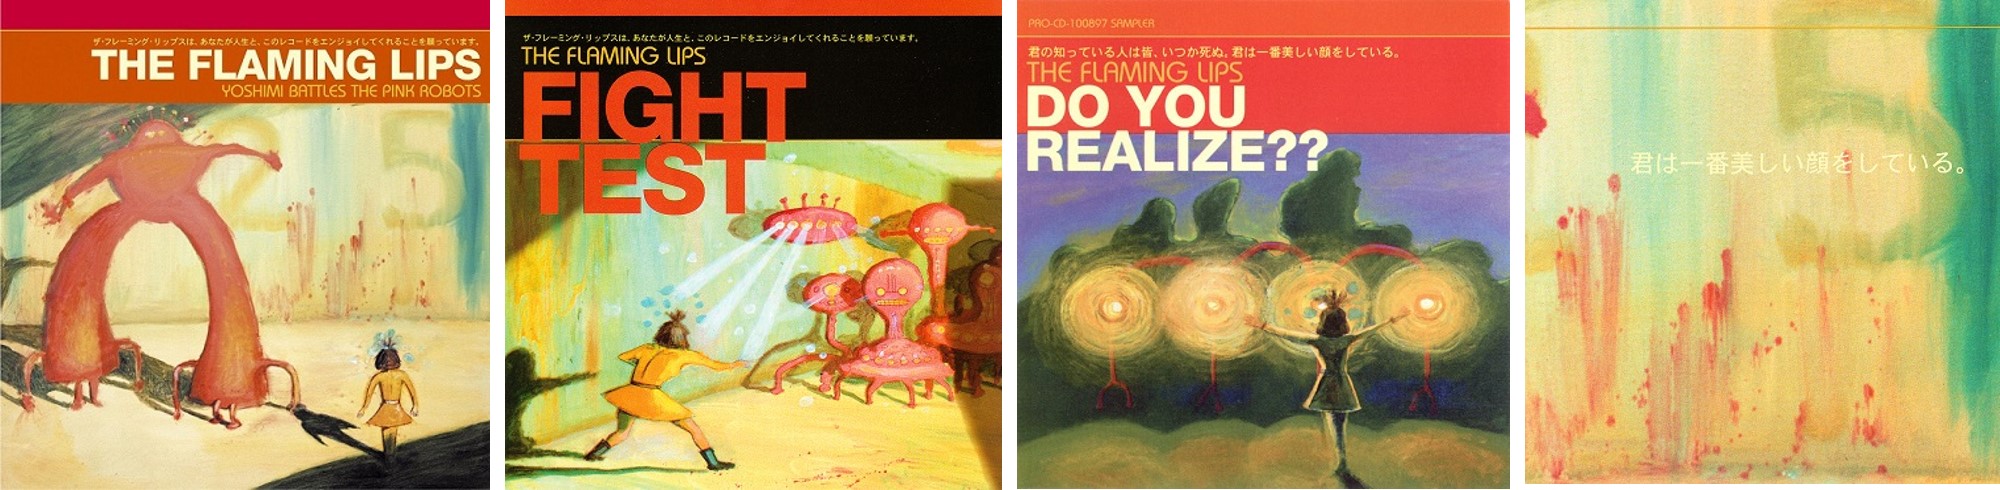 ザ・フレーミング・リップスは、あなたが人生と、このレコードをエンジョイしてくれることを願っています。
THE FLAMING LIPS
YOSHIMI BATTLES THE PINK ROBOTS
25
ザ・フレーミング・リップスは、あなたが人生と、このレコードをエンジョイしてくれることを願っています。
THE FLAMING LIPS
FIGHT
TEST
PRO-CD-100897 SAMPLER
君の知っている人は皆、いつか死ぬ。君は一番美しい顔をしている。
THE FLAMING LIPS
DO YOU
REALIZE??
5
君は一番美しい顔をしている。